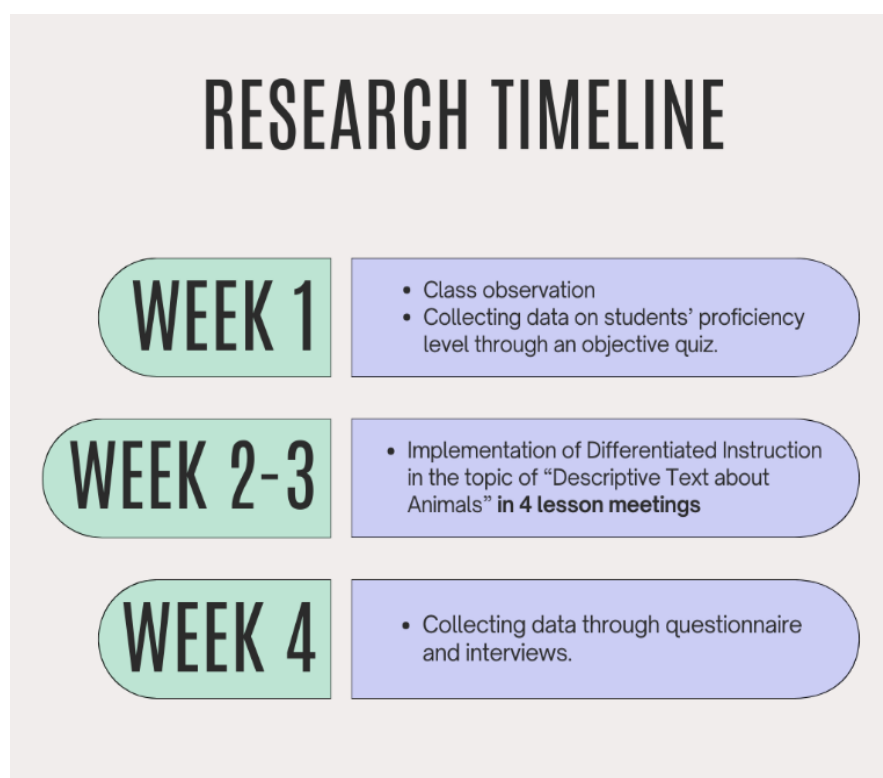 RESEARCH TIMELINE
WEEK 1
• Class observation
• Collecting data on students’ proficiency
level through an objective quiz.
WEEK 2-3
• Implementation of Differentiated Instruction
in the topic of “Descriptive Text about
Animals” in 4 lesson meetings
WEEK 4
• Collecting data through questionnaire
and interviews.